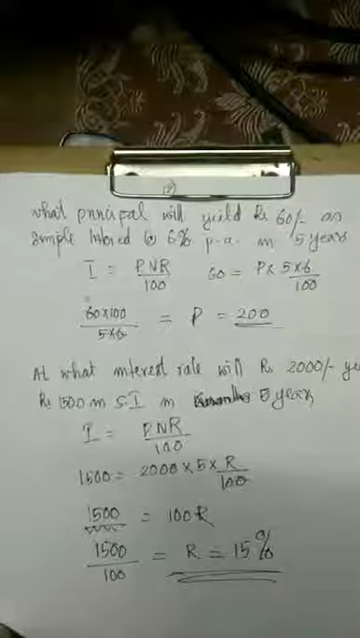 (8)
What principal will yield Rs 60/- as
Simple Interest @ 6% p.a. in 5 years
I = PNR/100 60 = P×5×6/100
60×100/5×6 = P = 200
At what interest rate will Rs 2000/-
Rs 1500 in S.I in 5 years
I = PNR/100
1500 = 2000×5×R/100
1500 = 100R
1500/100 = R = 15%